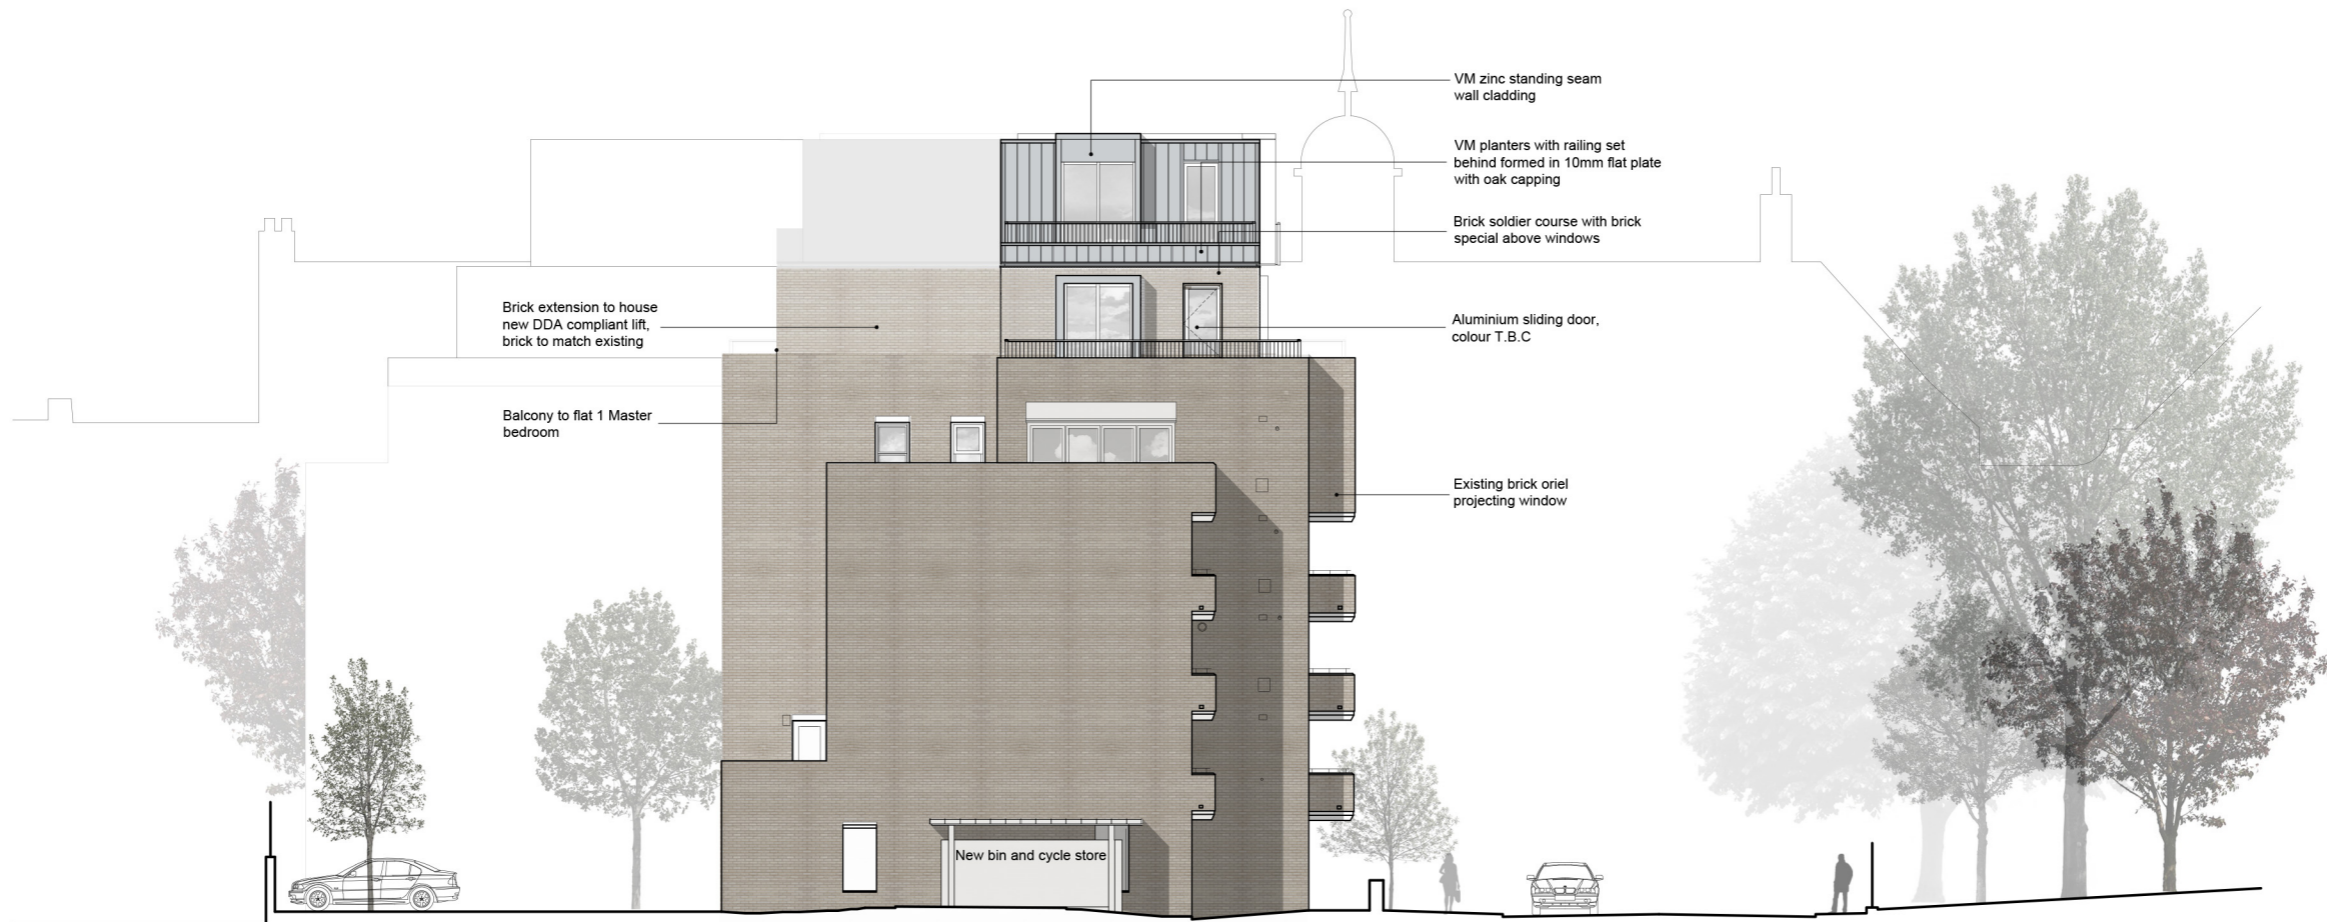 VM zinc standing seam
wall cladding
VM planters with railing set
behind formed in 10mm flat plate
with oak capping
Brick soldier course with brick
special above windows
Brick extension to house
new DDA compliant lift,
brick to match existing
Aluminium sliding door,
colour T.B.C
Balcony to flat 1 Master
bedroom
Existing brick oriel
projecting window
New bin and cycle store